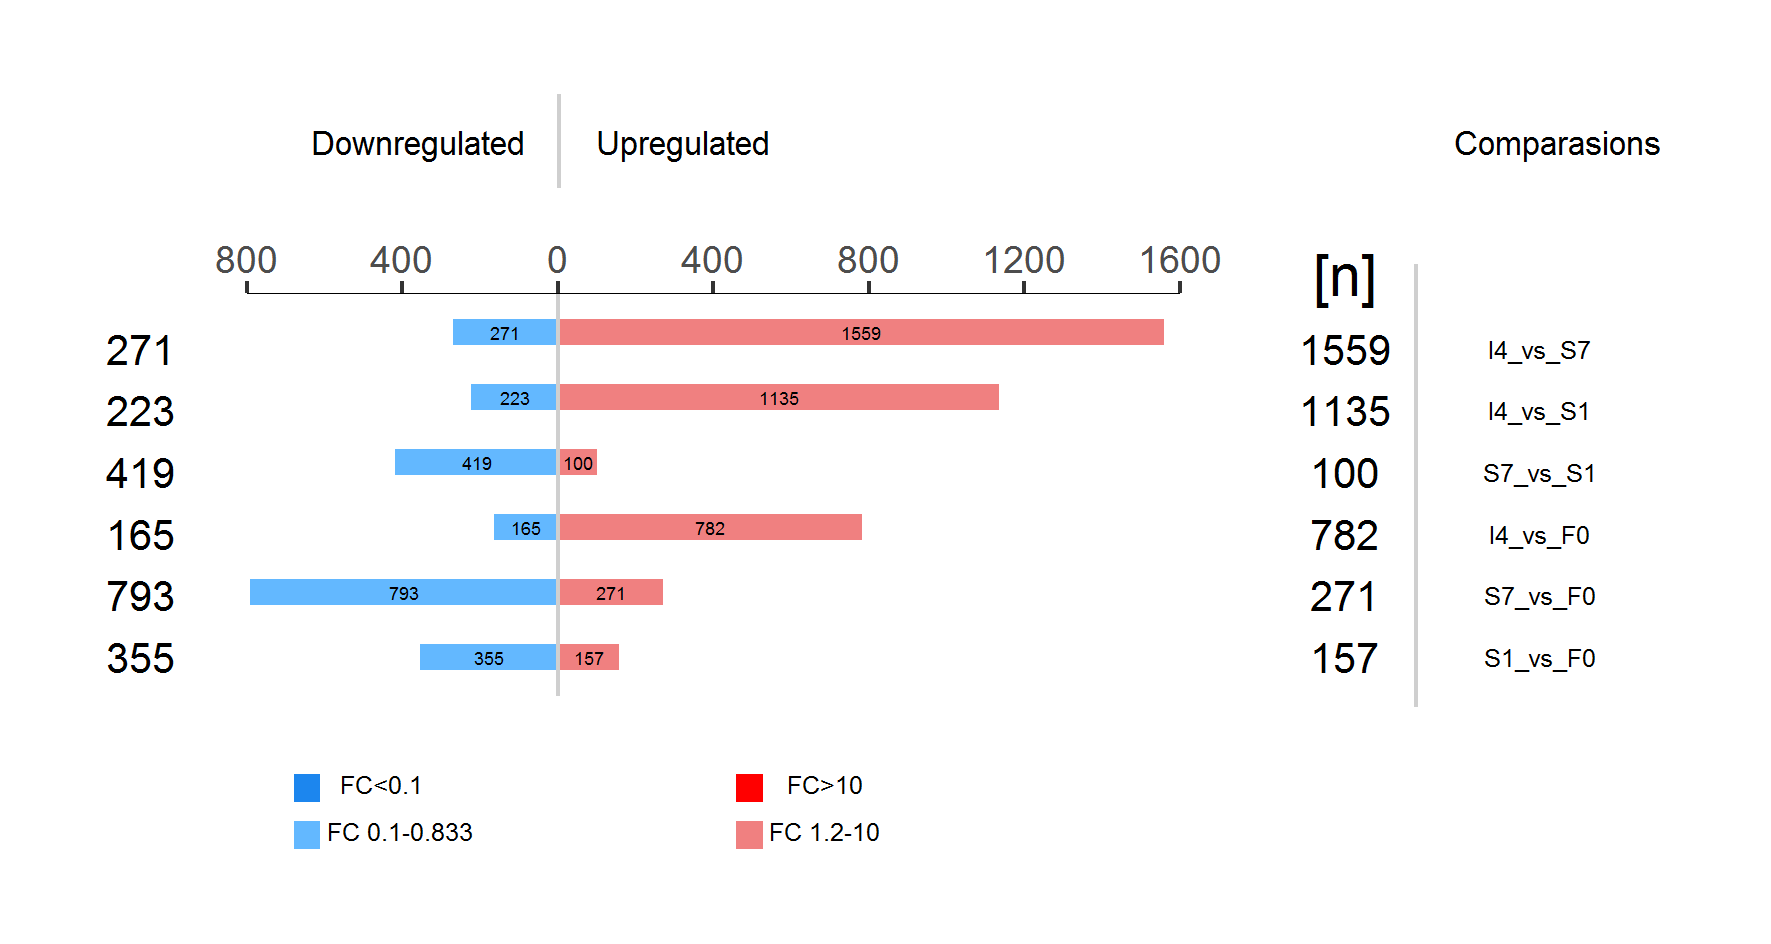 Downregulated Upregulated Comparasions
800 400 0 400 800 1200 1600 [n]
271 271 1559 1559 I4_vs_S7
223 223 1135 1135 I4_vs_S1
419 419 100 100 S7_vs_S1
165 165 782 782 I4_vs_F0
793 793 271 271 S7_vs_F0
355 355 157 157 S1_vs_F0
FC<0.1 FC>10
FC 0.1-0.833 FC 1.2-10